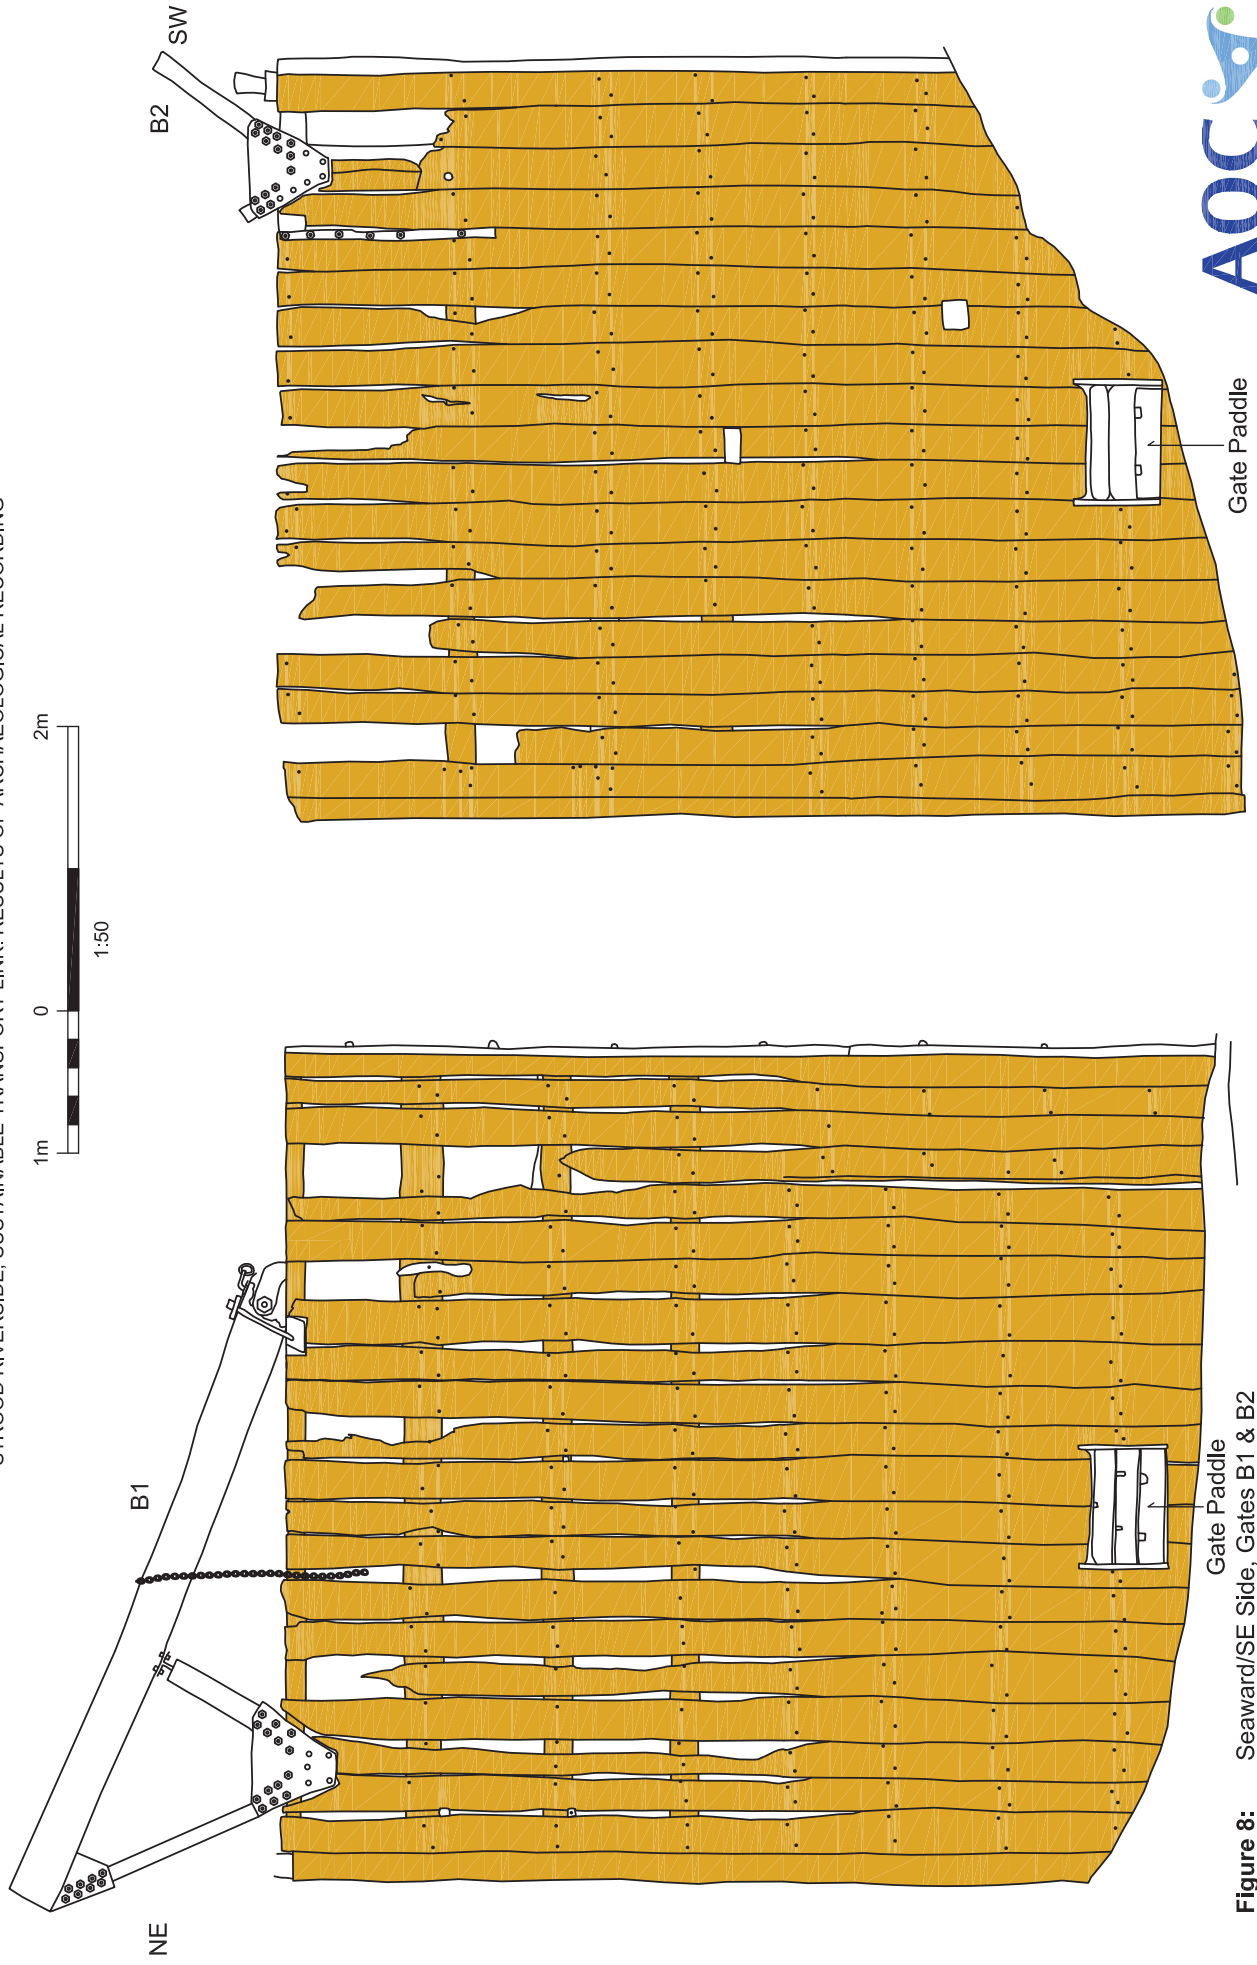 1m
0
2m
1:50
NE
B1
B2
SW
Gate Paddle
Gate Paddle
Figure 8: Seaward/SE Side, Gates B1 & B2
AOC